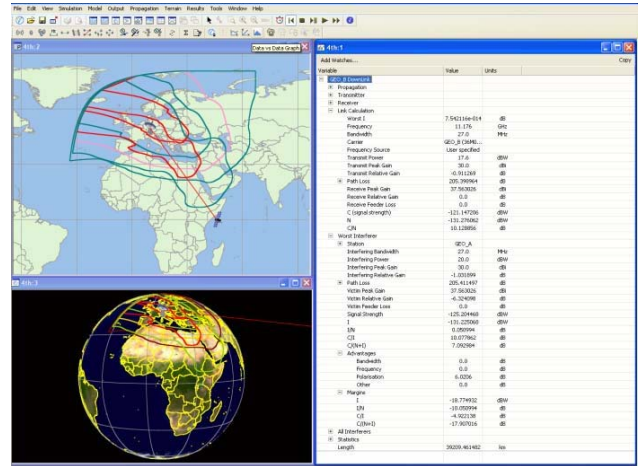 File Edit View Simulation Model Output Propagation Terrain Results Tools Window Help
4th:2
Data vs Data Graph
4th:3
4th:1
Add Watches... Copy
Variable Value Units
GEO_B Downlink
Propagation
Transmitter
Receiver
Link Calculation
Worst I 7.542116e-014 dB
Frequency 11.176 GHz
Bandwidth 27.0 MHz
Carrier GEO_B (36M0...
Frequency Source User specified
Transmit Power 17.6 dBW
Transmit Peak Gain 30.0 dBi
Transmit Relative Gain -0.911269 dB
Path Loss 205.398964 dB
Receive Peak Gain 37.563026 dBi
Receive Relative Gain 0.0 dB
Receive Feeder Loss 0.0 dB
C (signal strength) -121.147206 dBW
N -131.276062 dBW
C/N 10.128856 dB
Worst Interferer
Station GEO_A
Interfering Bandwidth 27.0 MHz
Interfering Power 20.0 dBW
Interfering Peak Gain 30.0 dBi
Interfering Relative Gain -1.031899 dB
Path Loss 205.411497 dB
Victim Peak Gain 37.563026 dBi
Victim Relative Gain -6.324098 dB
Victim Feeder Loss 0.0 dB
Signal Strength -125.204468 dBW
I -131.225068 dBW
I/N 0.050994 dB
C/I 10.077862 dB
C/(N+I) 7.092984 dB
Advantages
Bandwidth 0.0 dB
Frequency 0.0 dB
Polarisation 6.0206 dB
Other 0.0 dB
Margins
I -18.774932 dBW
I/N -10.050994 dB
C/I -4.922138 dB
C/(N+I) -17.907016 dB
All Interferers
Statistics
Length 39209.461482 km